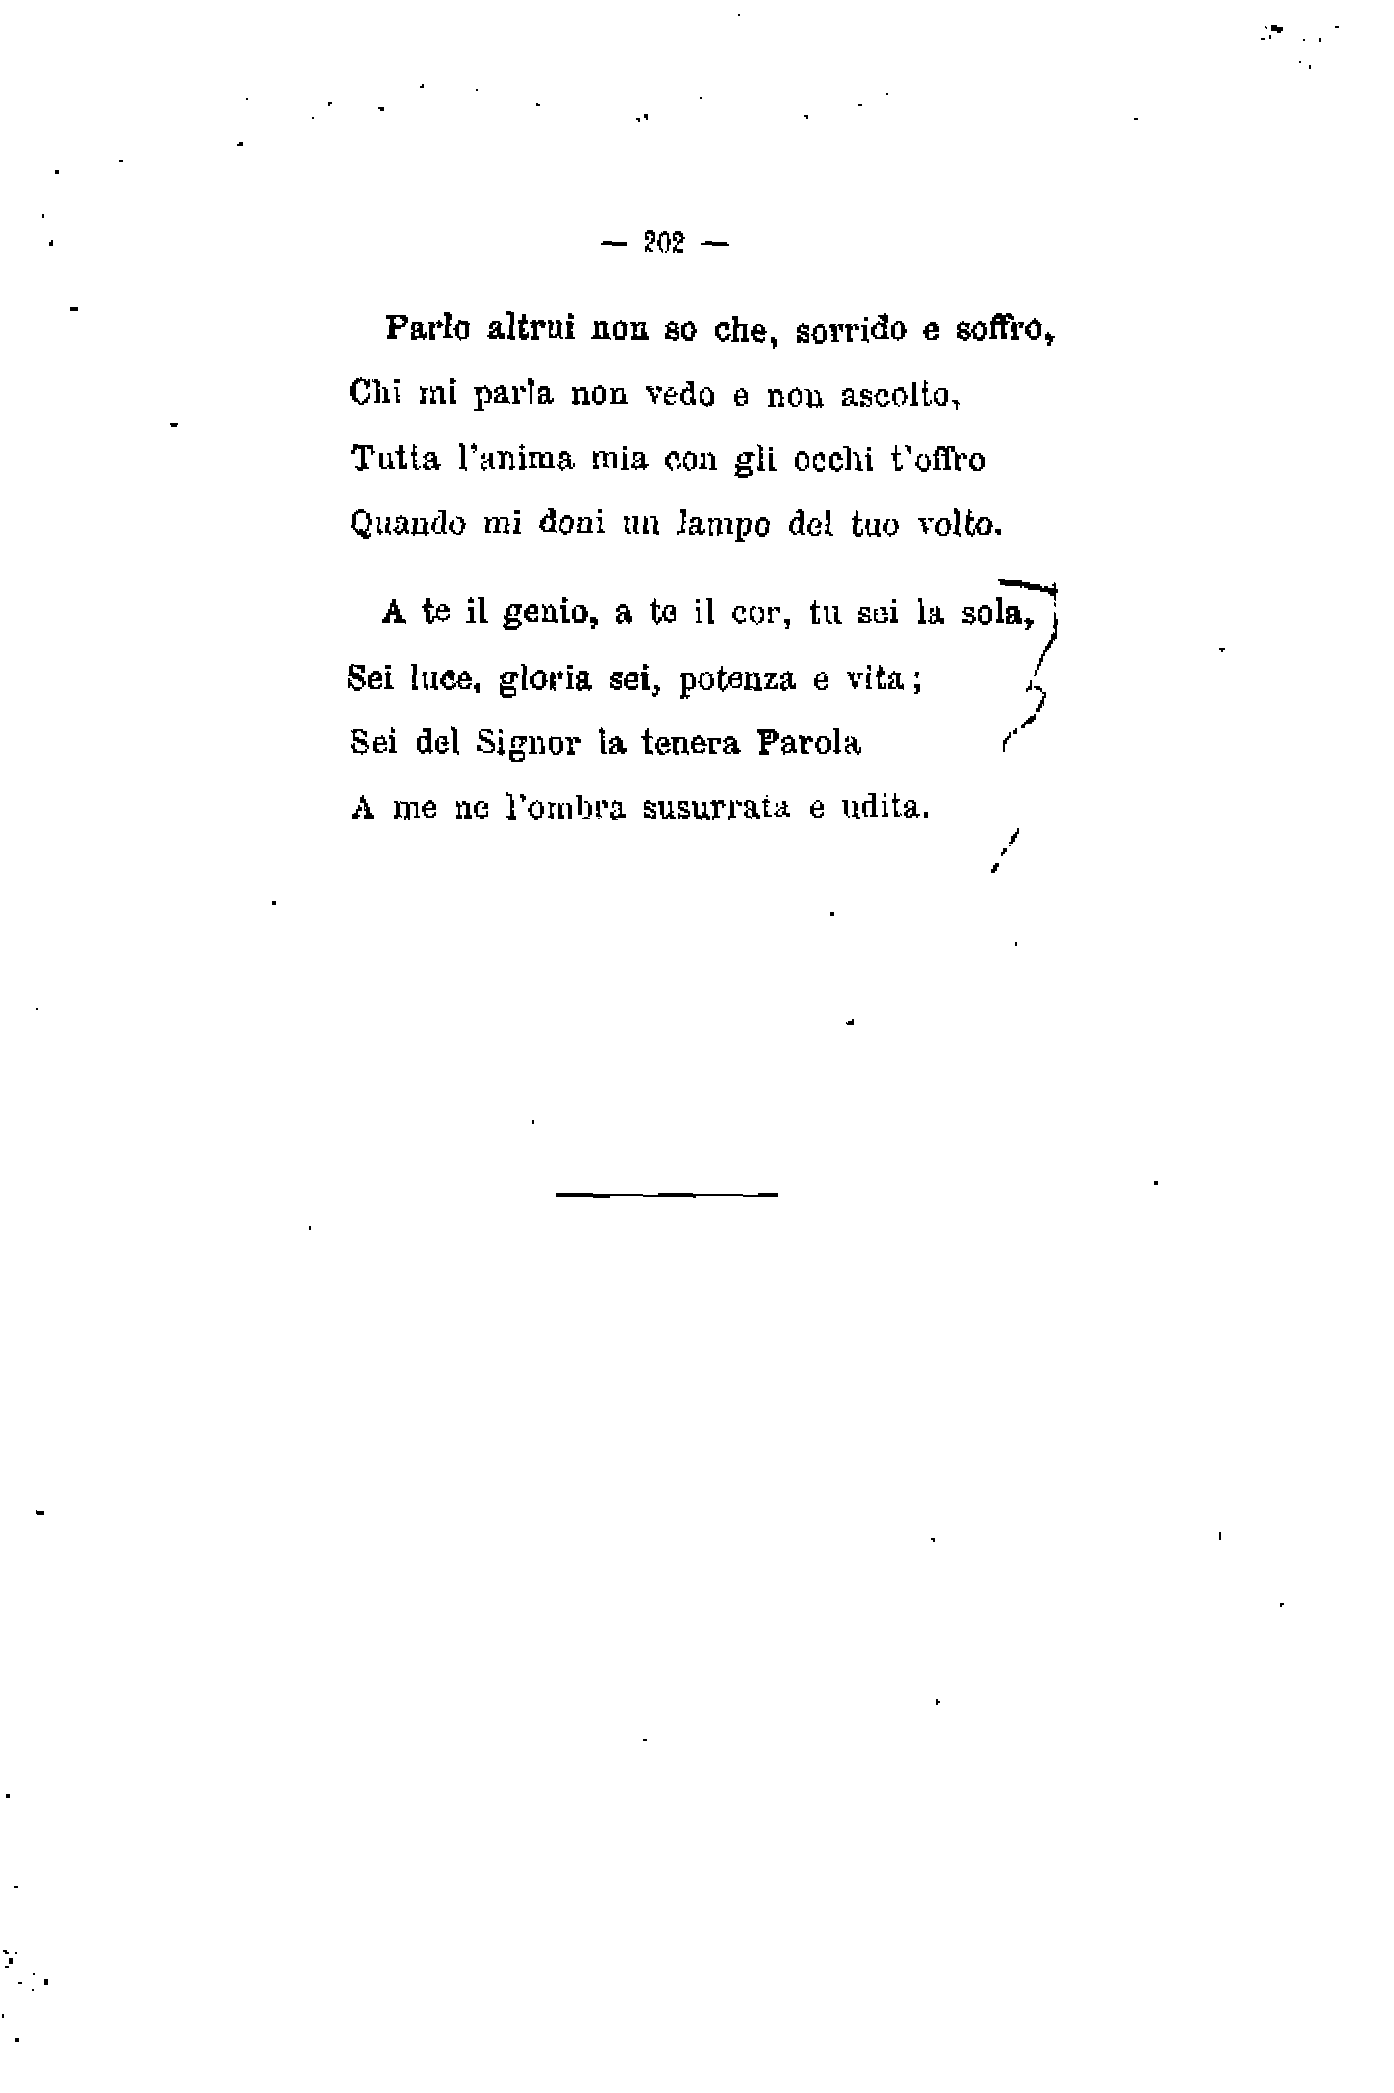 — 202 —
Parlo altrui non so che, sorrido e soffro,
Chi mi parla non vedo e non ascolto,
Tutta l'anima mia con gli occhi t'offro
Quando mi doni un lampo del tuo volto.
A te il genio, a te il cor, tu sei la sola,
Sei luce, gloria sei, potenza e vita;
Sei del Signor la tenera Parola
A me ne l'ombra susurrata e udita.